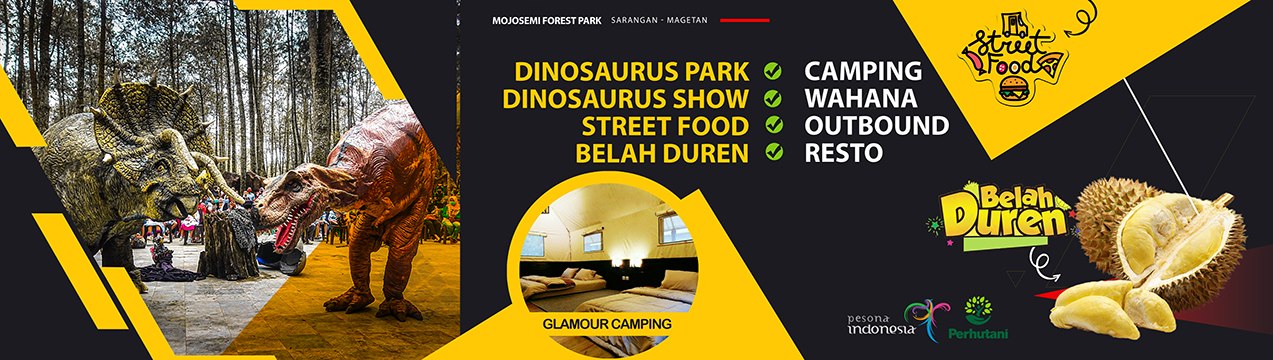 MOJOSEMI FOREST PARK SARANGAN - MAGETAN
DINOSAURUS PARK
DINOSAURUS SHOW
STREET FOOD
BELAH DUREN
CAMPING
WAHANA
OUTBOUND
RESTO
GLAMOUR CAMPING
Street
Food
Belah
Duren
pesona
indonesia
Perhutani